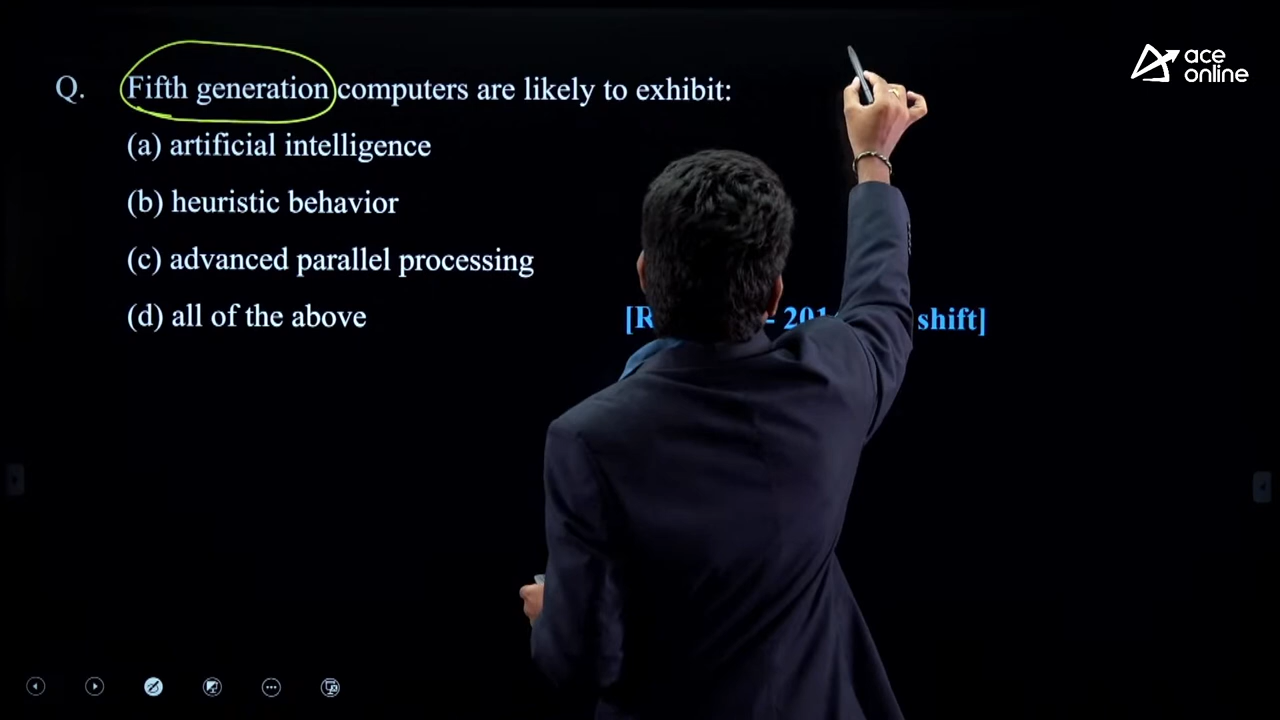 ace
online
Q. Fifth generation computers are likely to exhibit:
(a) artificial intelligence
(b) heuristic behavior
(c) advanced parallel processing
(d) all of the above
shift]